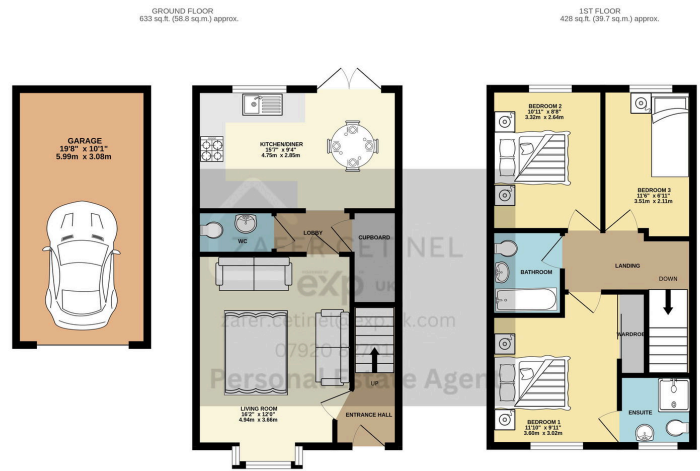 GROUND FLOOR
633 sq.ft. (58.8 sq.m.) approx.
1ST FLOOR
428 sq.ft. (39.7 sq.m.) approx.
GARAGE
19'8" x 10'1"
5.99m x 3.08m
KITCHEN/DINER
15'7" x 9'4"
4.75m x 2.85m
WC
LOBBY
CUPBOARD
LIVING ROOM
16'2" x 12'0"
4.94m x 3.66m
UP
ENTRANCE HALL
BEDROOM 2
10'11" x 8'8"
3.32m x 2.64m
BEDROOM 3
11'6" x 6'11"
3.51m x 2.11m
BATHROOM
LANDING
DOWN
WARDROBE
BEDROOM 1
11'10" x 9'11"
3.60m x 3.02m
ENSUITE
ZAFER CETINEL
exp UK
zafer.cetinel@exp.uk.com
07920
Personal Estate Agent